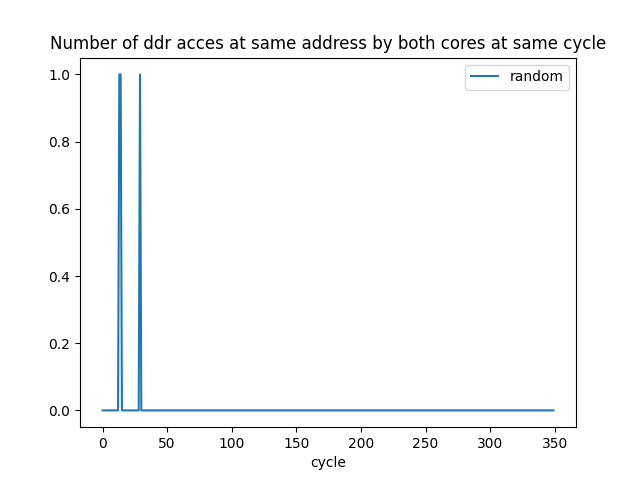 Number of ddr acces at same address by both cores at same cycle
random
1.0
0.8
0.6
0.4
0.2
0.0
0 50 100 150 200 250 300 350
cycle